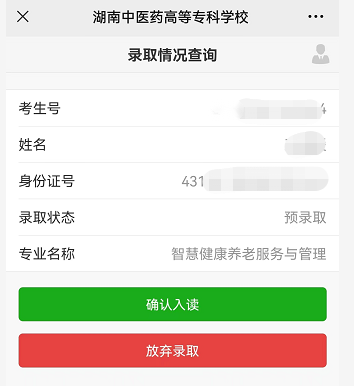 湖南中医药高等专科学校
录取情况查询
考生号 4
姓名
身份证号 431
录取状态 预录取
专业名称 智慧健康养老服务与管理
确认入读
放弃录取